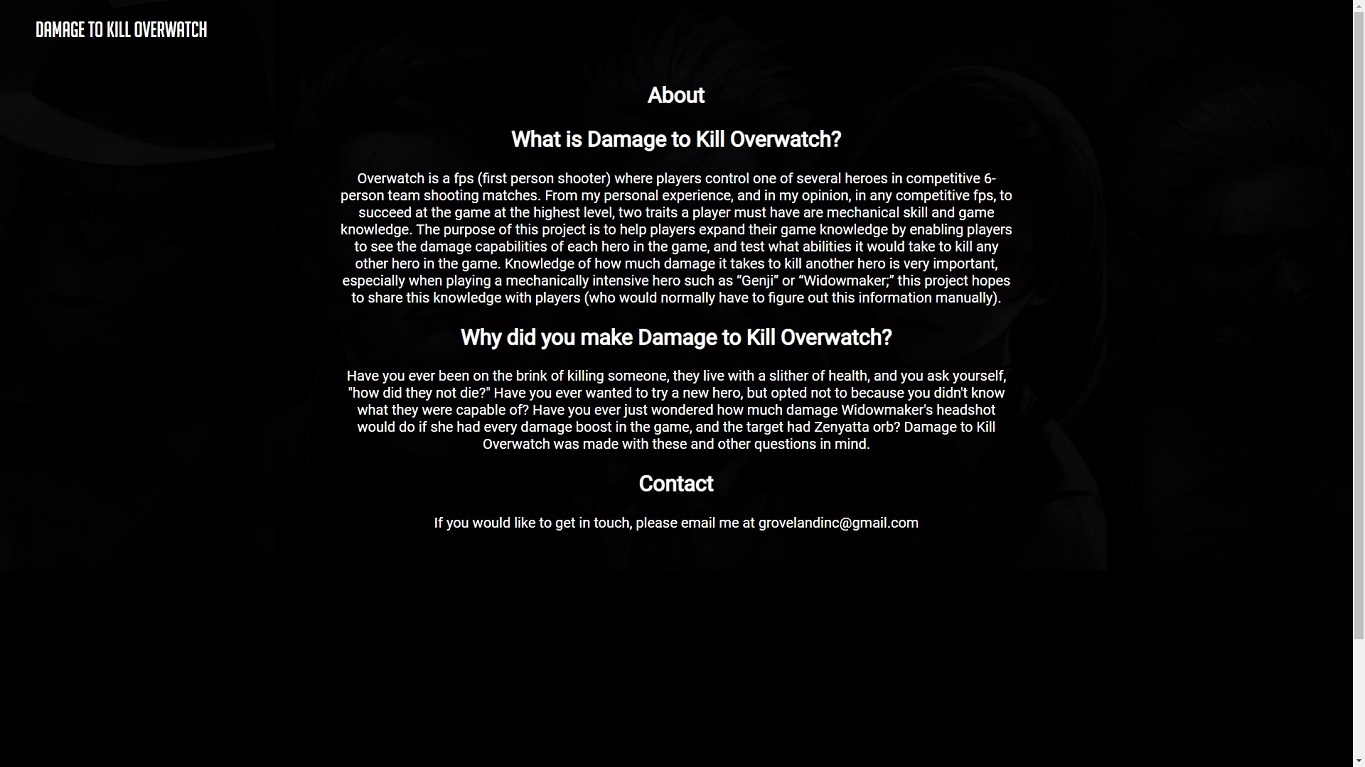 DAMAGE TO KILL OVERWATCH
About
What is Damage to Kill Overwatch?
Overwatch is a fps (first person shooter) where players control one of several heroes in competitive 6-
person team shooting matches. From my personal experience, and in my opinion, in any competitive fps, to
succeed at the game at the highest level, two traits a player must have are mechanical skill and game
knowledge. The purpose of this project is to help players expand their game knowledge by enabling players
to see the damage capabilities of each hero in the game, and test what abilities it would take to kill any
other hero in the game. Knowledge of how much damage it takes to kill another hero is very important,
especially when playing a mechanically intensive hero such as “Genji” or “Widowmaker;” this project hopes
to share this knowledge with players (who would normally have to figure out this information manually).
Why did you make Damage to Kill Overwatch?
Have you ever been on the brink of killing someone, they live with a slither of health, and you ask yourself,
"how did they not die?" Have you ever wanted to try a new hero, but opted not to because you didn't know
what they were capable of? Have you ever just wondered how much damage Widowmaker's headshot
would do if she had every damage boost in the game, and the target had Zenyatta orb? Damage to Kill
Overwatch was made with these and other questions in mind.
Contact
If you would like to get in touch, please email me at grovelandinc@gmail.com